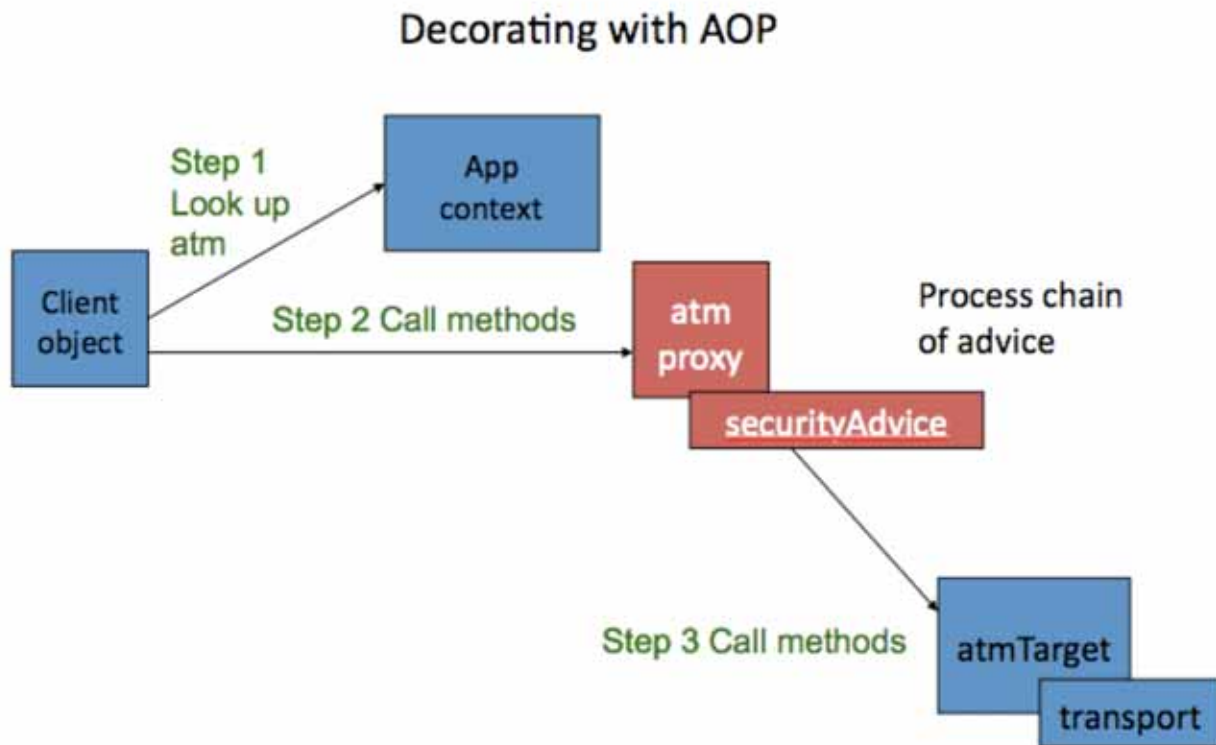 Decorating with AOP
Step 1
Look up
atm
App
context
Client
object
Step 2 Call methods
atm
proxy
Process chain
of advice
securityAdvice
Step 3 Call methods
atmTarget
transport